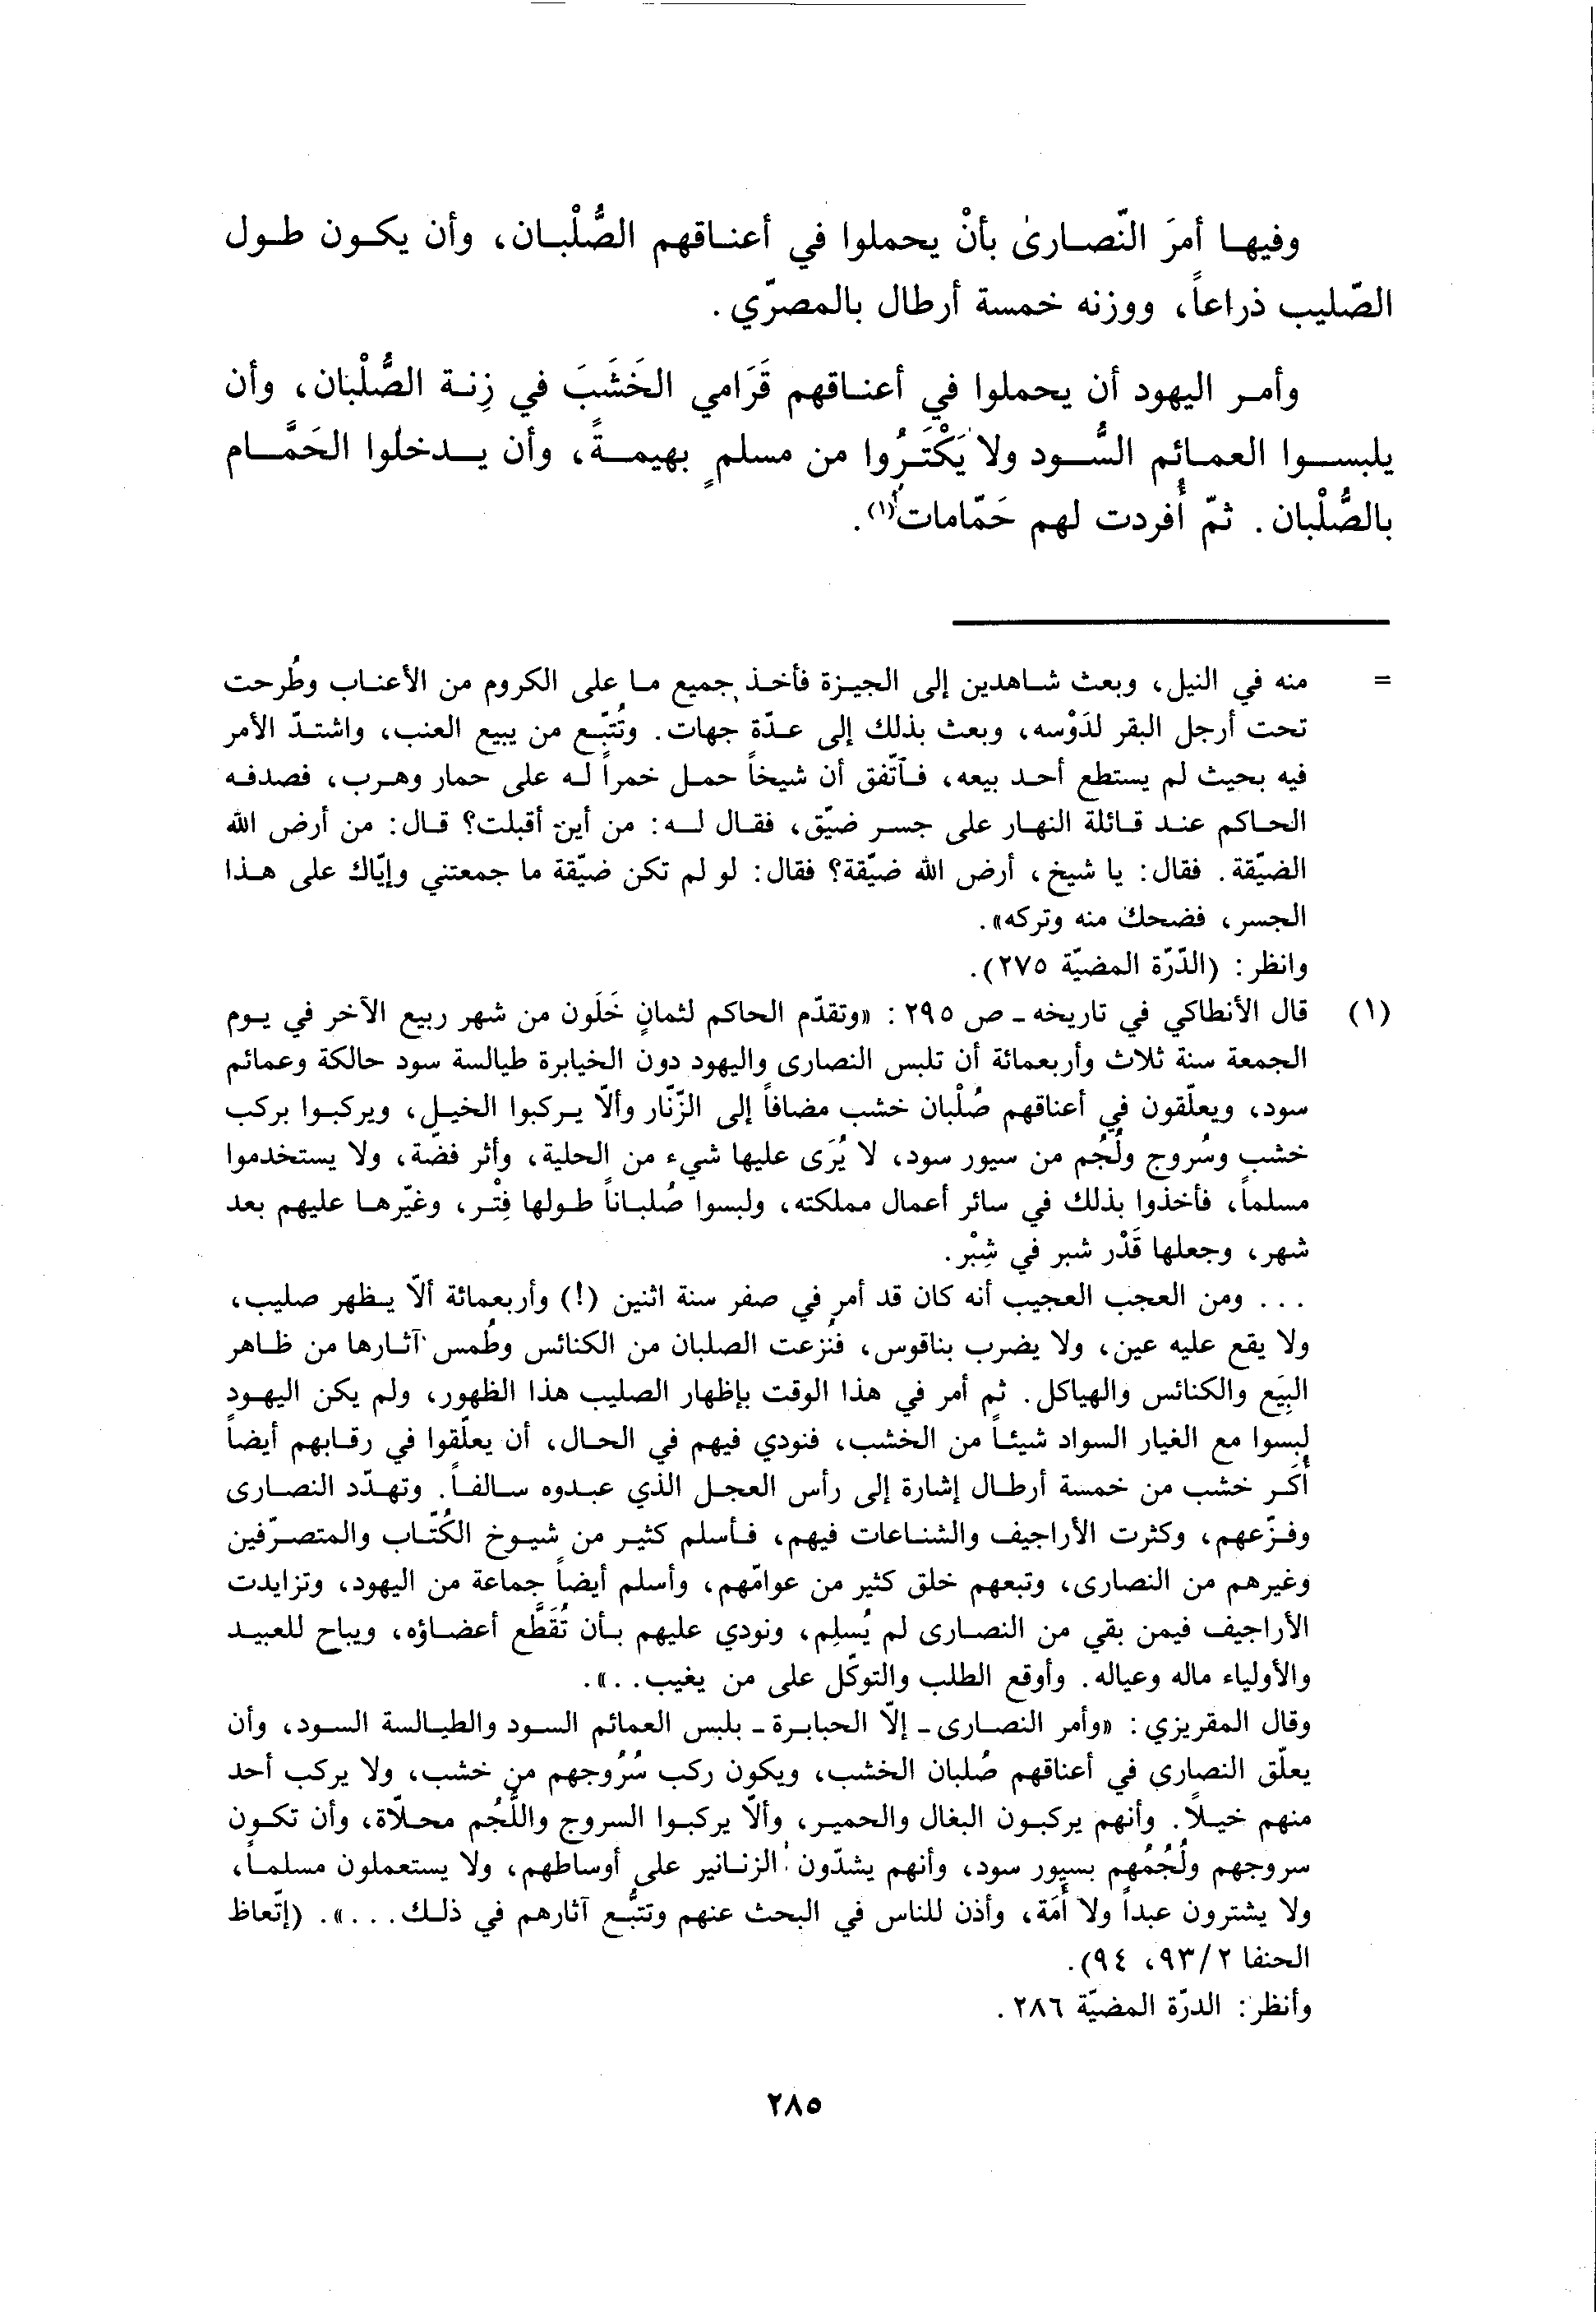 وفيها أمرَ النّصارىٰ بأنْ يحملوا في أعناقهم الصُّلْبان، وأن يكون طول
الصّليب ذراعاً، ووزنه خمسة أرطال بالمصرّي.
وأمر اليهود أن يحملوا في أعناقهم قَرَامي الخَشَبَ في زِنة الصُّلْبان، وأن
يلبسوا العمائم السُّود ولا يَكْتَرُوا من مسلمٍ بهيمةً، وأن يدخلوا الحَمَّام
بالصُّلْبان. ثمّ أُفردت لهم حَمّامات(١).
= منه في النيل، وبعث شاهدين إلى الجيزة فأخذ جميع ما على الكروم من الأعناب وطُرحت
تحت أرجل البقر لدَوْسه، وبعث بذلك إلى عدّة جهات. وتُتبّع من يبيع العنب، واشتدّ الأمر
فيه بحيث لم يستطع أحد بيعه، فٱتّفق أن شيخاً حمل خمراً له على حمار وهرب، فصدفه
الحاكم عند قائلة النهار على جسر ضيّق، فقال له: من أين أقبلت؟ قال: من أرض الله
الضيّقة. فقال: يا شيخ، أرض الله ضيّقة؟ فقال: لو لم تكن ضيّقة ما جمعتني وإيّاك على هذا
الجسر، فضحك منه وتركه».
وانظر: (الدّرّة المضيّة ٢٧٥).
(١) قال الأنطاكي في تاريخه - ص ٢٩٥: «وتقدّم الحاكم لثمانٍ خَلَون من شهر ربيع الآخر في يوم
الجمعة سنة ثلاث وأربعمائة أن تلبس النصارى واليهود دون الخيابرة طيالسة سود حالكة وعمائم
سود، ويعلّقون في أعناقهم صُلْبان خشب مضافاً إلى الزّنّار وألاّ يركبوا الخيل، ويركبوا بركب
خشب وسُروج ولُجُم من سيور سود، لا يُرَى عليها شيء من الحلية، وأثر فضّة، ولا يستخدموا
مسلماً، فأخذوا بذلك في سائر أعمال مملكته، ولبسوا صُلباناً طولها فِتْر، وغيّرها عليهم بعد
شهر، وجعلها قَدْر شبر في شِبْر.
... ومن العجب العجيب أنه كان قد أمر في صفر سنة اثنين (!) وأربعمائة ألاّ يظهر صليب،
ولا يقع عليه عين، ولا يضرب بناقوس، فنُزعت الصلبان من الكنائس وطُمس آثارها من ظاهر
البِيَع والكنائس والهياكل. ثم أمر في هذا الوقت بإظهار الصليب هذا الظهور، ولم يكن اليهود
لبسوا مع الغيار السواد شيئاً من الخشب، فنودي فيهم في الحال، أن يعلّقوا في رقابهم أيضاً
أُكَر خشب من خمسة أرطال إشارة إلى رأس العجل الذي عبدوه سالفاً. وتهدّد النصارى
وفزّعهم، وكثرت الأراجيف والشناعات فيهم، فأسلم كثير من شيوخ الكُتّاب والمتصرّفين
وغيرهم من النصارى، وتبعهم خلق كثير من عوامّهم، وأسلم أيضاً جماعة من اليهود، وتزايدت
الأراجيف فيمن بقي من النصارى لم يُسلِم، ونودي عليهم بأن تُقَطَّع أعضاؤه، ويباح للعبيد
والأولياء ماله وعياله. وأوقع الطلب والتوكّل على من يغيب..».
وقال المقريزي: «وأمر النصارى - إلاّ الحبابرة - بلبس العمائم السود والطيالسة السود، وأن
يعلّق النصارى في أعناقهم صُلبان الخشب، ويكون ركب سُرُوجهم من خشب، ولا يركب أحد
منهم خيلاً. وأنهم يركبون البغال والحمير، وألاّ يركبوا السروج واللُّجُم محلاّة، وأن تكون
سروجهم ولُجُمُهم بسيور سود، وأنهم يشدّون الزنانير على أوساطهم، ولا يستعملون مسلماً،
ولا يشترون عبداً ولا أَمَة، وأذن للناس في البحث عنهم وتتبُّع آثارهم في ذلك...». (إتّعاظ
الحنفا ٢/ ٩٣، ٩٤).
وأنظر: الدرّة المضيّة ٢٨٦.
٢٨٥